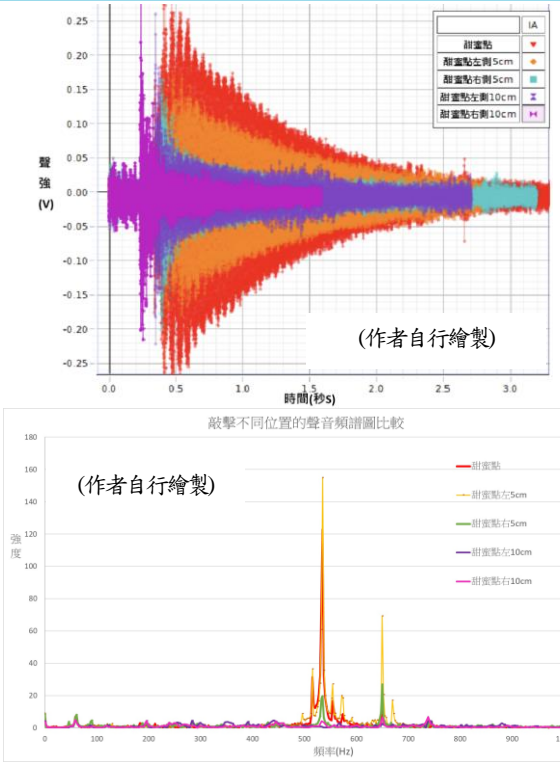 IA
甜蜜點
甜蜜點左側5cm
甜蜜點右側5cm
甜蜜點左側10cm
甜蜜點右側10cm
0.25
0.20
0.15
0.10
0.05
0.00
-0.05
-0.10
-0.15
-0.20
-0.25
聲
強
(V)
(作者自行繪製)
0.0 0.5 1.0 1.5 2.0 2.5 3.0
時間(秒S)
敲擊不同位置的聲音頻譜圖比較
(作者自行繪製)
甜蜜點
甜蜜點左5cm
甜蜜點右5cm
甜蜜點左10cm
甜蜜點右10cm
180
160
140
120
100
80
60
40
20
0
強
度
0 100 200 300 400 500 600 700 800 900
頻率(Hz)